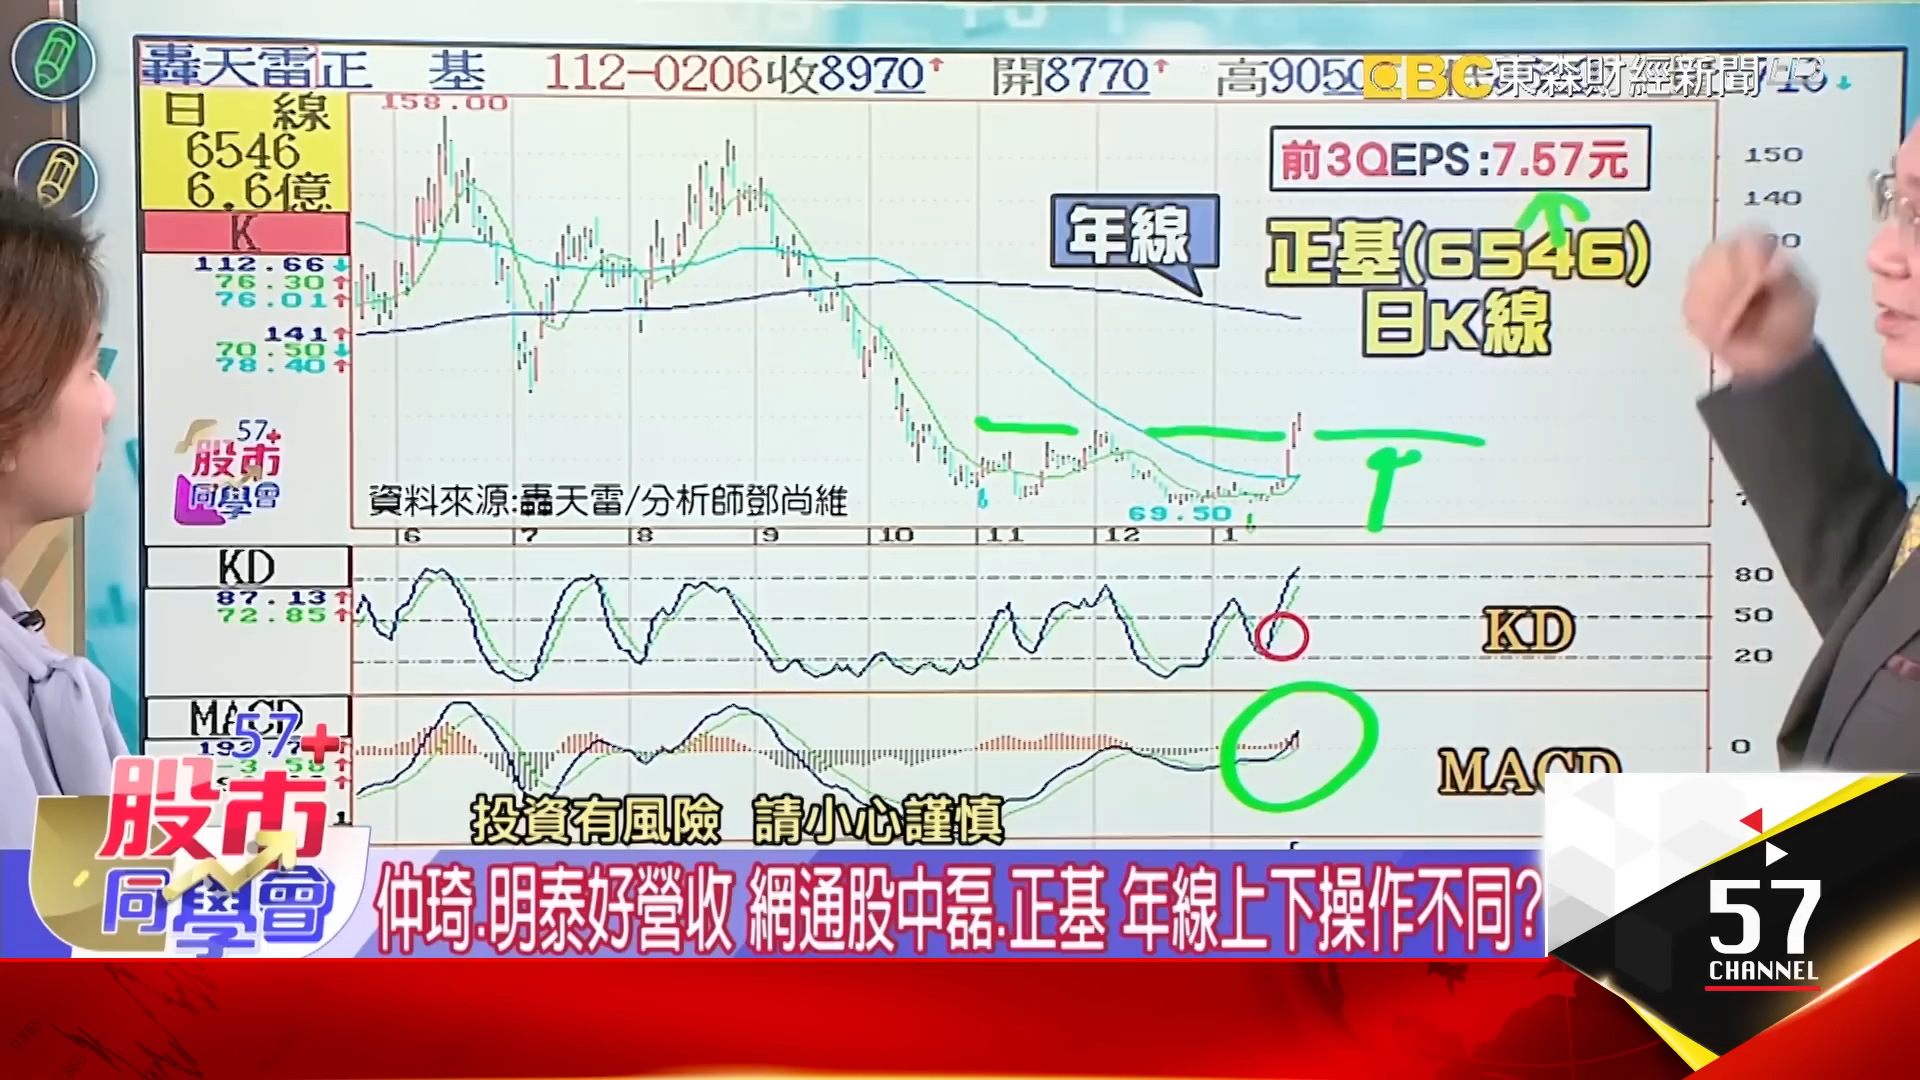 轟天雷正 基 112-0206收8970↑ 開8770↑ 高9050
EBC東森財經新聞
日 線
6546
6.6億
K
112.66↓
76.30↑
76.01↑
141↑
70.50↓
78.40↑
158.00
前3QEPS:7.57元
年線
正基(6546)
日K線
150
140
57+
股市
同學會
資料來源:轟天雷/分析師鄧尚維
69.50
6 7 8 9 10 11 12 1
KD
87.13↑
72.85↑
KD
80
50
20
MACD
MACD
0
投資有風險 請小心謹慎
57+
股市
同學會
仲琦.明泰好營收 網通股中磊.正基 年線上下操作不同?
57
CHANNEL